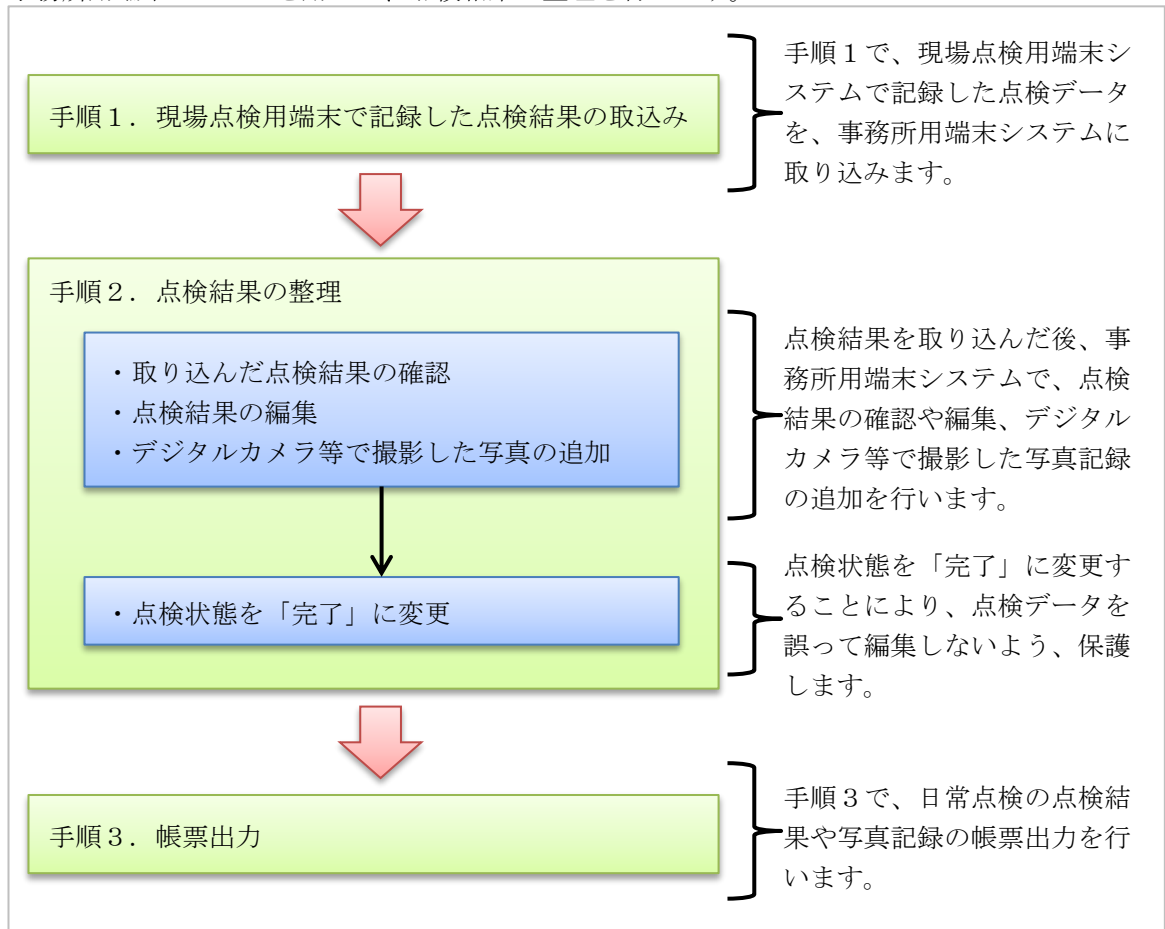 手順１．現場点検用端末で記録した点検結果の取込み
手順１で、現場点検用端末シ
ステムで記録した点検データ
を、事務所用端末システムに
取り込みます。
手順２．点検結果の整理
・取り込んだ点検結果の確認
・点検結果の編集
・デジタルカメラ等で撮影した写真の追加
点検結果を取り込んだ後、事
務所用端末システムで、点検
結果の確認や編集、デジタル
カメラ等で撮影した写真記録
の追加を行います。
・点検状態を「完了」に変更
点検状態を「完了」に変更す
ることにより、点検データを
誤って編集しないよう、保護
します。
手順３．帳票出力
手順３で、日常点検の点検結
果や写真記録の帳票出力を行
います。